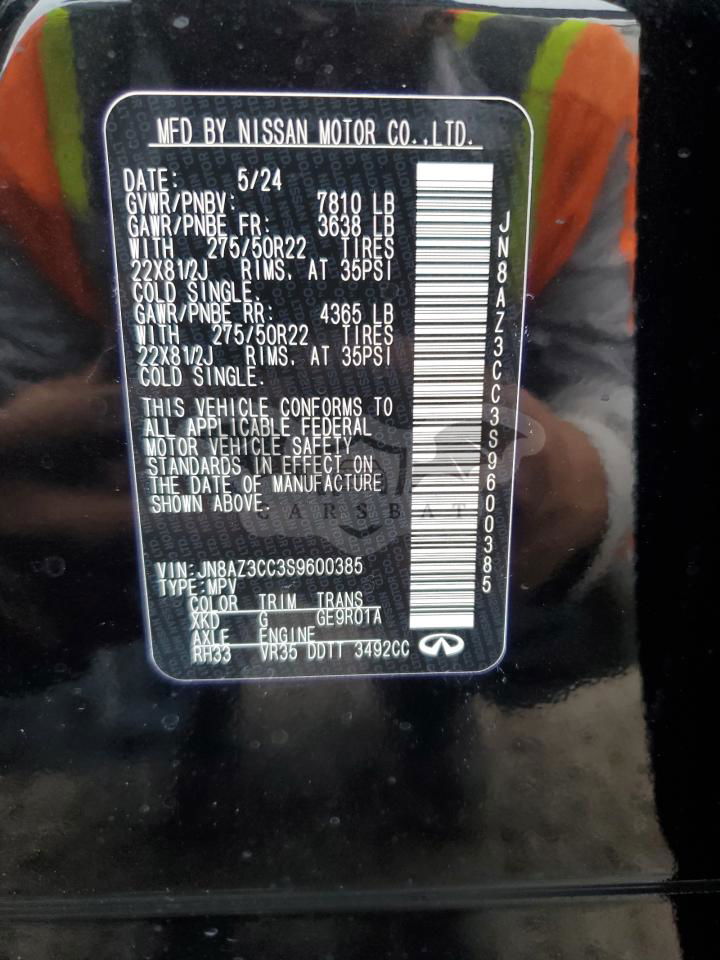 MFD BY NISSAN MOTOR CO.,LTD.
DATE: 5/24
GVWR/PNBV: 7810 LB
GAWR/PNBE FR: 3638 LB
WITH 275/50R22 TIRES
22X81/2J RIMS. AT 35PSI
COLD SINGLE.
GAWR/PNBE RR: 4365 LB
WITH 275/50R22 TIRES
22X81/2J RIMS. AT 35PSI
COLD SINGLE.
THIS VEHICLE CONFORMS TO
ALL APPLICABLE FEDERAL
MOTOR VEHICLE SAFETY
STANDARDS IN EFFECT ON
THE DATE OF MANUFACTURE
SHOWN ABOVE.
VIN:JN8AZ3CC3S9600385
TYPE:MPV
COLOR TRIM TRANS
XKD G GE9R01A
AXLE ENGINE
RH33 VR35 DDTT 3492CC
JN8AZ3CC3S9600385
CARSBAT